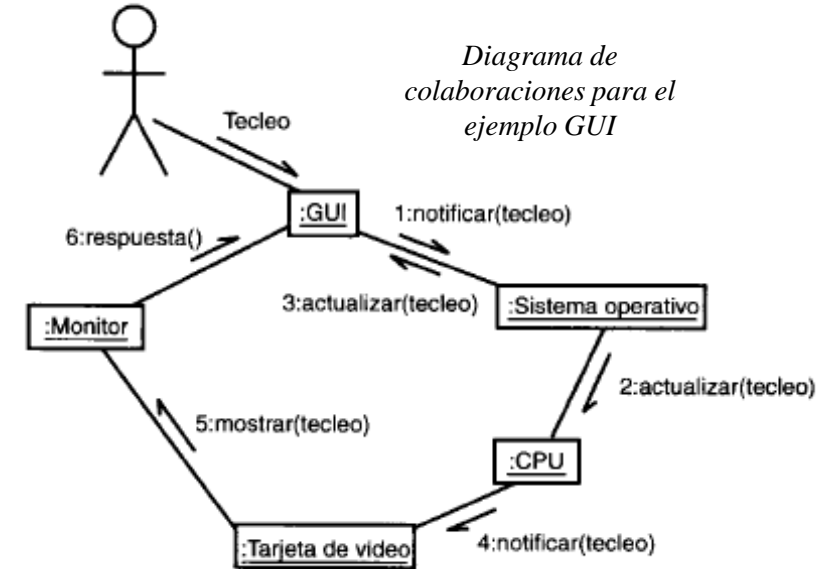 Diagrama de
colaboraciones para el
ejemplo GUI
Tecleo
:GUI
1:notificar(tecleo)
6:respuesta()
3:actualizar(tecleo)
:Sistema operativo
:Monitor
2:actualizar(tecleo)
5:mostrar(tecleo)
:CPU
4:notificar(tecleo)
:Tarjeta de video